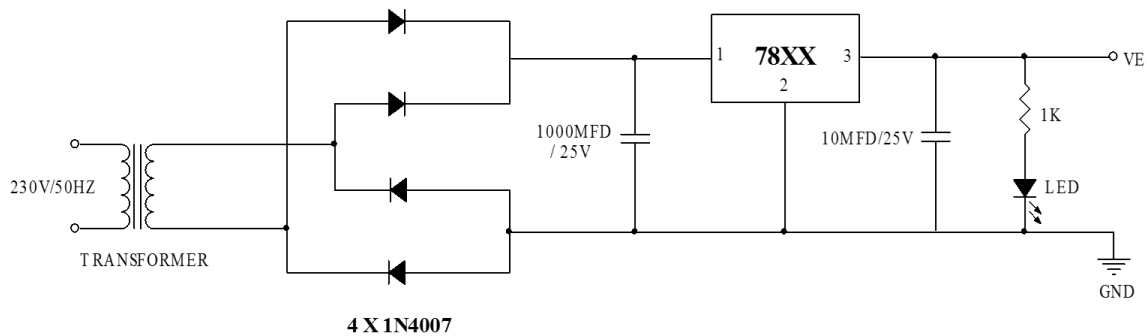 1
78XX
3
2
VE
1000MFD
/ 25V
10MFD/25V
1K
LED
230V/50HZ
TRANSFORMER
GND
4 X 1N4007